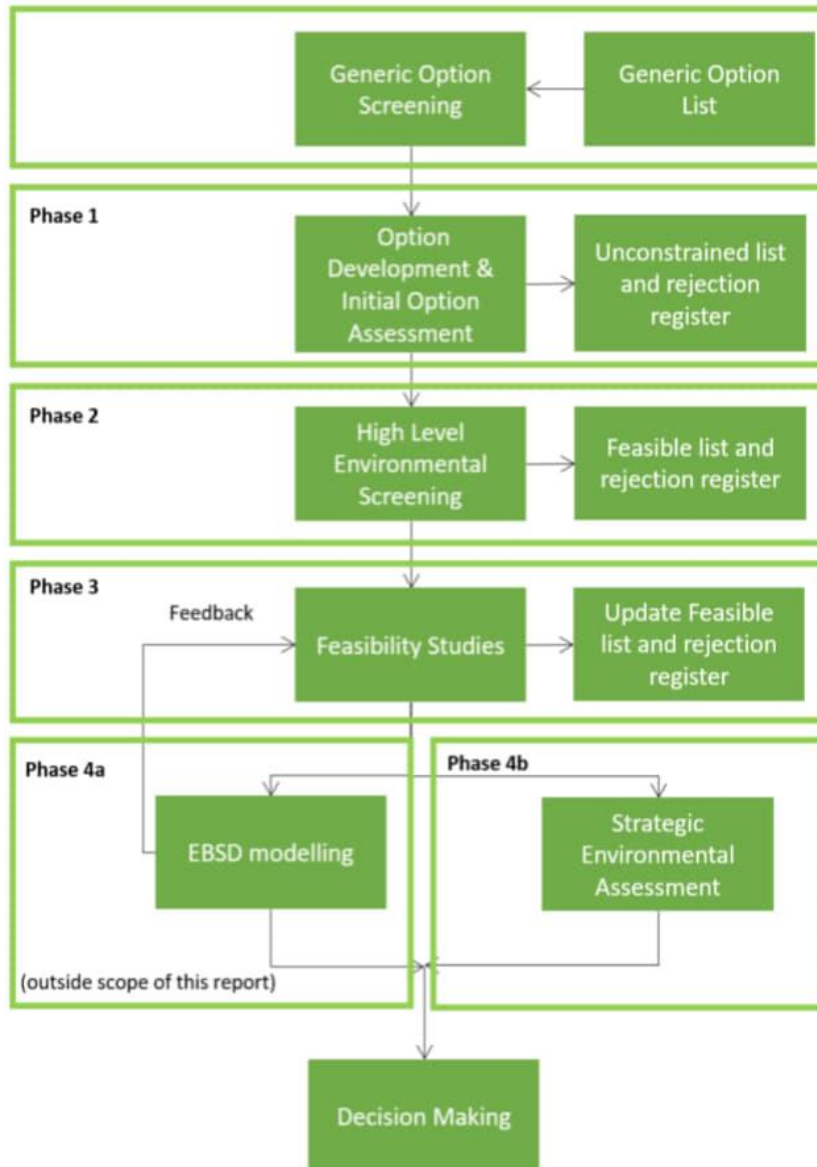 Generic Option
Screening
Generic Option
List
Phase 1
Option
Development &
Initial Option
Assessment
Unconstrained list
and rejection
register
Phase 2
High Level
Environmental
Screening
Feasible list and
rejection register
Phase 3
Feedback
Feasibility Studies
Update Feasible
list and rejection
register
Phase 4a
EBSD modelling
(outside scope of this report)
Phase 4b
Strategic
Environmental
Assessment
Decision Making